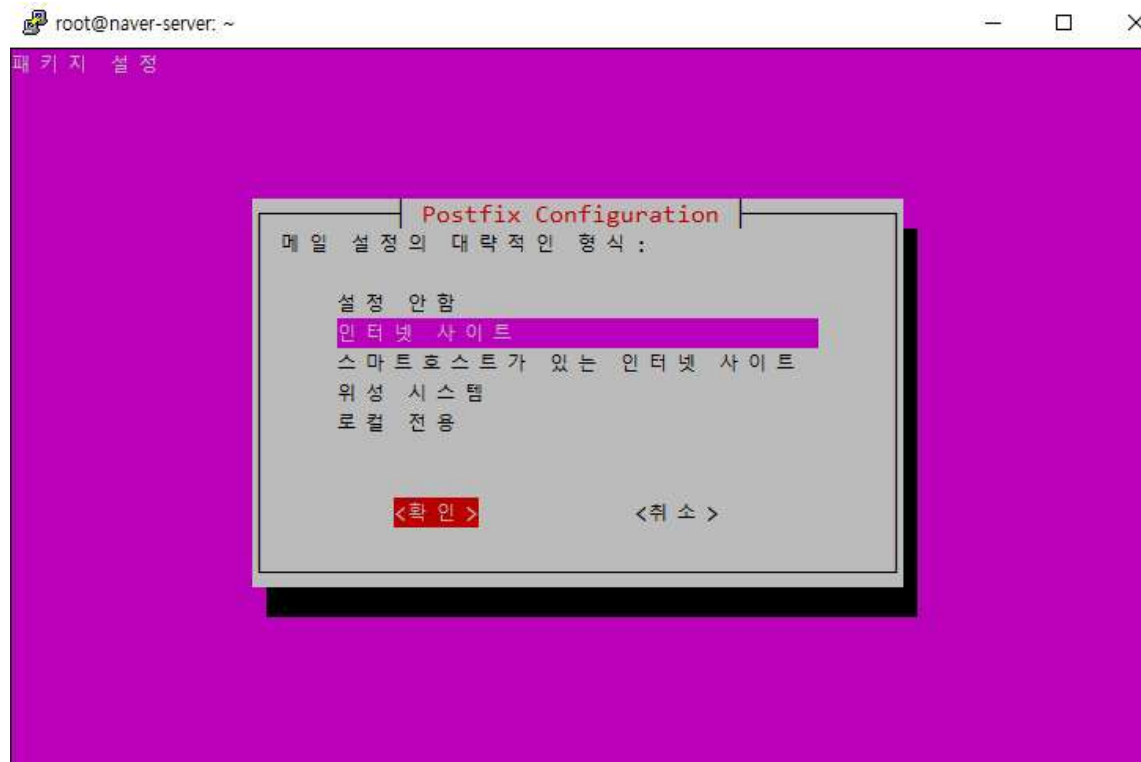 root@naver-server: ~
패키지 설정
Postfix Configuration
메일 설정의 대략적인 형식:
설정 안함
인터넷 사이트
스마트호스트가 있는 인터넷 사이트
위성 시스템
로컬 전용
<확인> <취소>